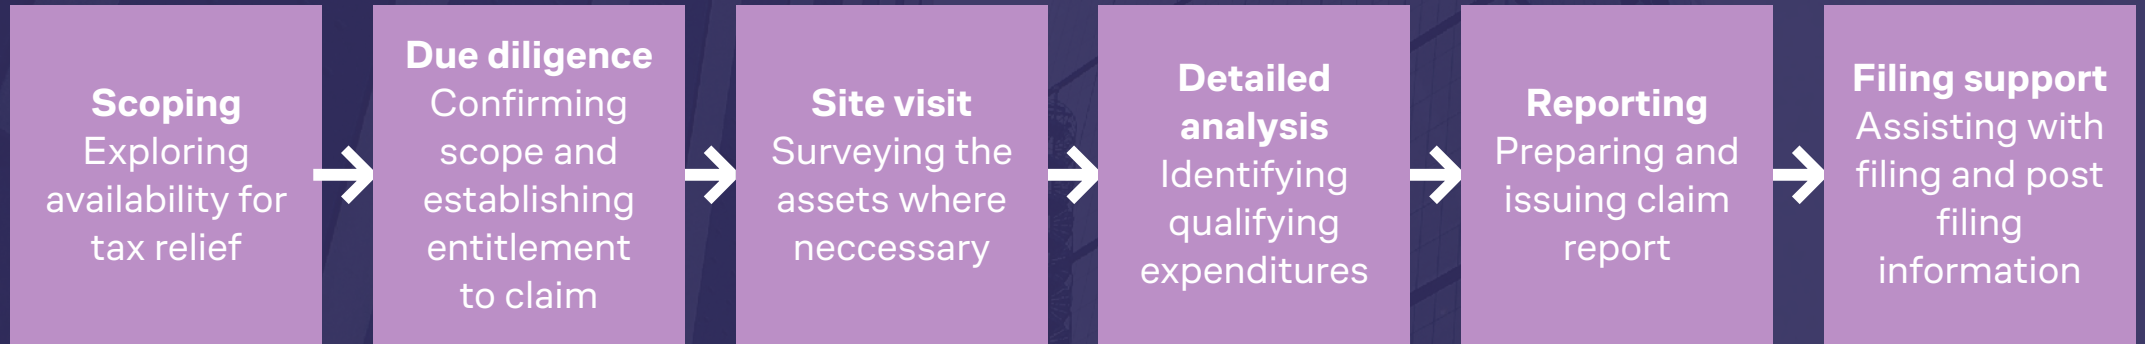 Scoping
Exploring
availability for
tax relief
Due diligence
Confirming
scope and
establishing
entitlement
to claim
Site visit
Surveying the
assets where
neccessary
Detailed
analysis
Identifying
qualifying
expenditures
Reporting
Preparing and
issuing claim
report
Filing support
Assisting with
filing and post
filing
information